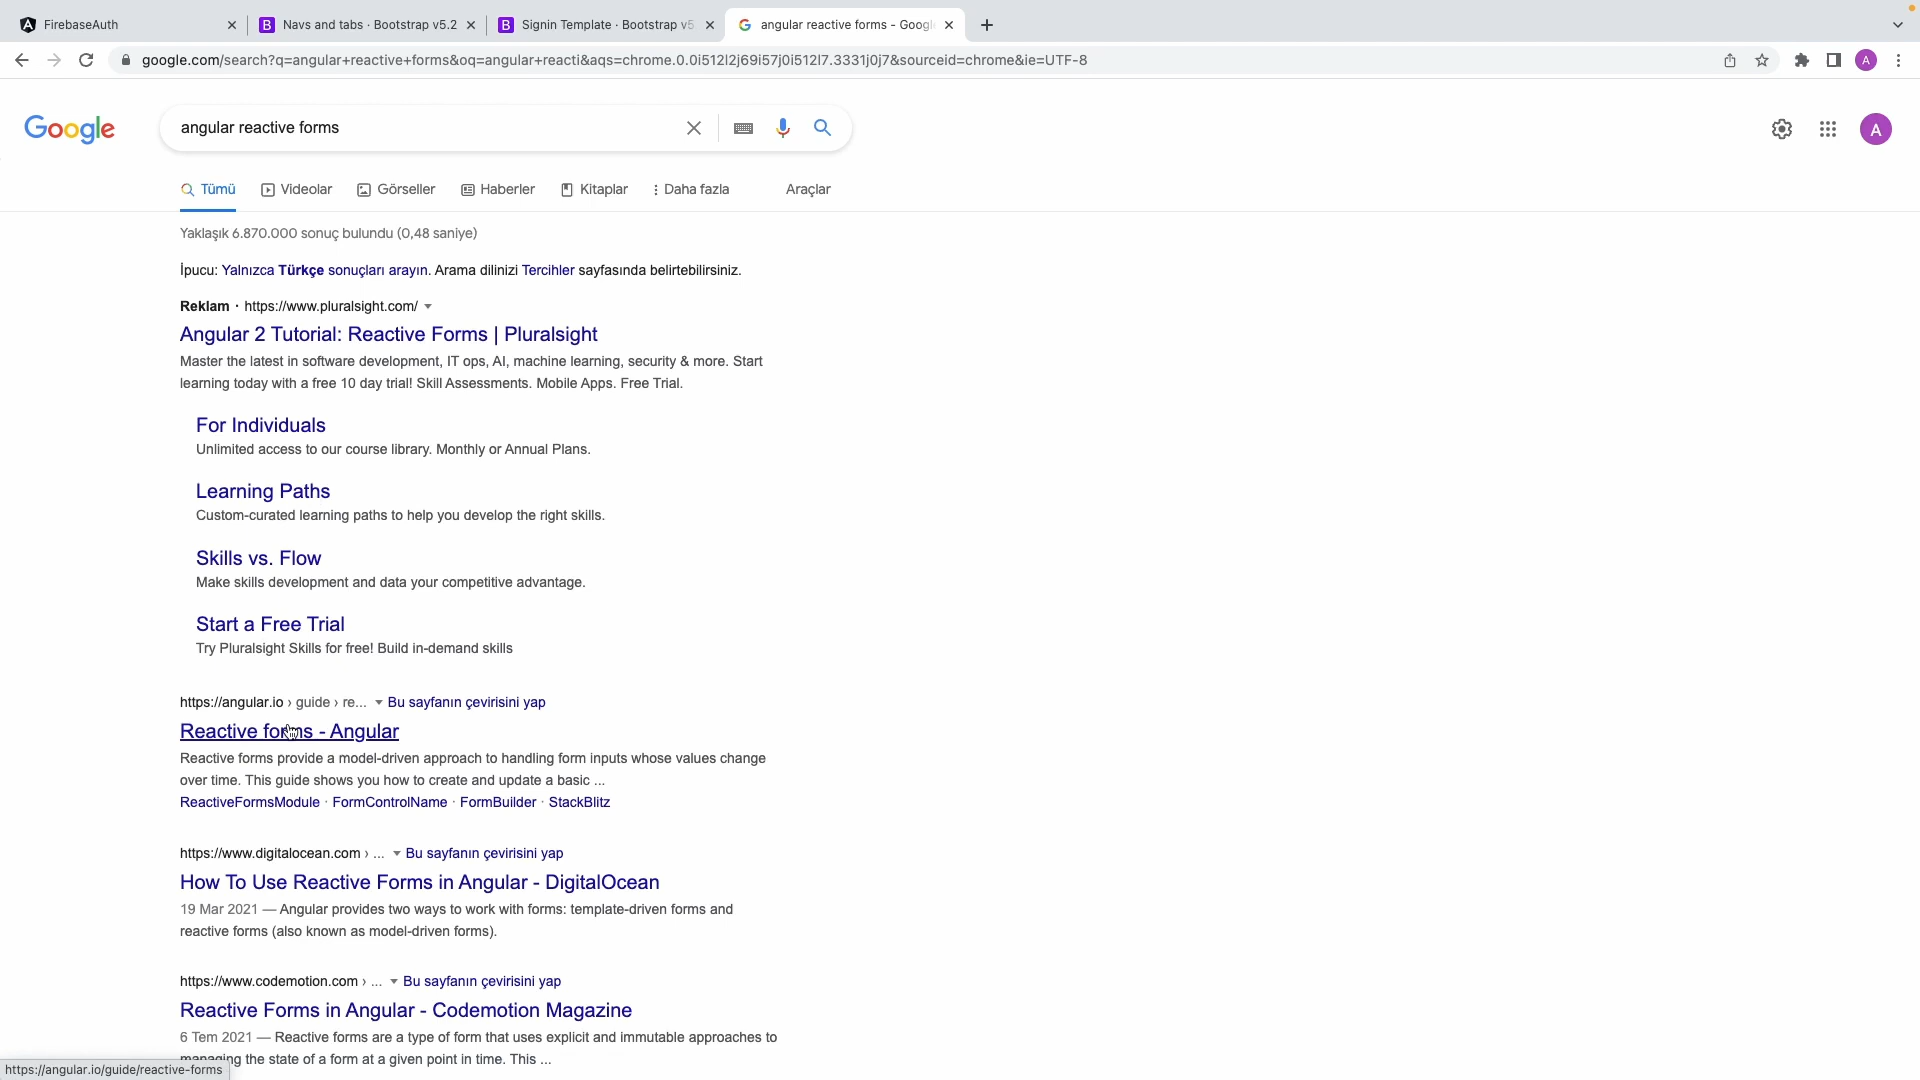 FirebaseAuth
Navs and tabs · Bootstrap v5.2
Signin Template · Bootstrap v5
angular reactive forms - Googl
google.com/search?q=angular+reactive+forms&oq=angular+reacti&aqs=chrome.0.0i512l2j69i57j0i512l7.3331j0j7&sourceid=chrome&ie=UTF-8
A
Google
angular reactive forms
A
Tümü
Videolar
Görseller
Haberler
Kitaplar
Daha fazla
Araçlar
Yaklaşık 6.870.000 sonuç bulundu (0,48 saniye)
İpucu: Yalnızca Türkçe sonuçları arayın. Arama dilinizi Tercihler sayfasında belirtebilirsiniz.
Reklam · https://www.pluralsight.com/
Angular 2 Tutorial: Reactive Forms | Pluralsight
Master the latest in software development, IT ops, AI, machine learning, security & more. Start
learning today with a free 10 day trial! Skill Assessments. Mobile Apps. Free Trial.
For Individuals
Unlimited access to our course library. Monthly or Annual Plans.
Learning Paths
Custom-curated learning paths to help you develop the right skills.
Skills vs. Flow
Make skills development and data your competitive advantage.
Start a Free Trial
Try Pluralsight Skills for free! Build in-demand skills
https://angular.io › guide › re... Bu sayfanın çevirisini yap
Reactive forms - Angular
Reactive forms provide a model-driven approach to handling form inputs whose values change
over time. This guide shows you how to create and update a basic ...
ReactiveFormsModule · FormControlName · FormBuilder · StackBlitz
https://www.digitalocean.com › ... Bu sayfanın çevirisini yap
How To Use Reactive Forms in Angular - DigitalOcean
19 Mar 2021 — Angular provides two ways to work with forms: template-driven forms and
reactive forms (also known as model-driven forms).
https://www.codemotion.com › ... Bu sayfanın çevirisini yap
Reactive Forms in Angular - Codemotion Magazine
6 Tem 2021 — Reactive forms are a type of form that uses explicit and immutable approaches to
managing the state of a form at a given point in time. This ...
https://angular.io/guide/reactive-forms